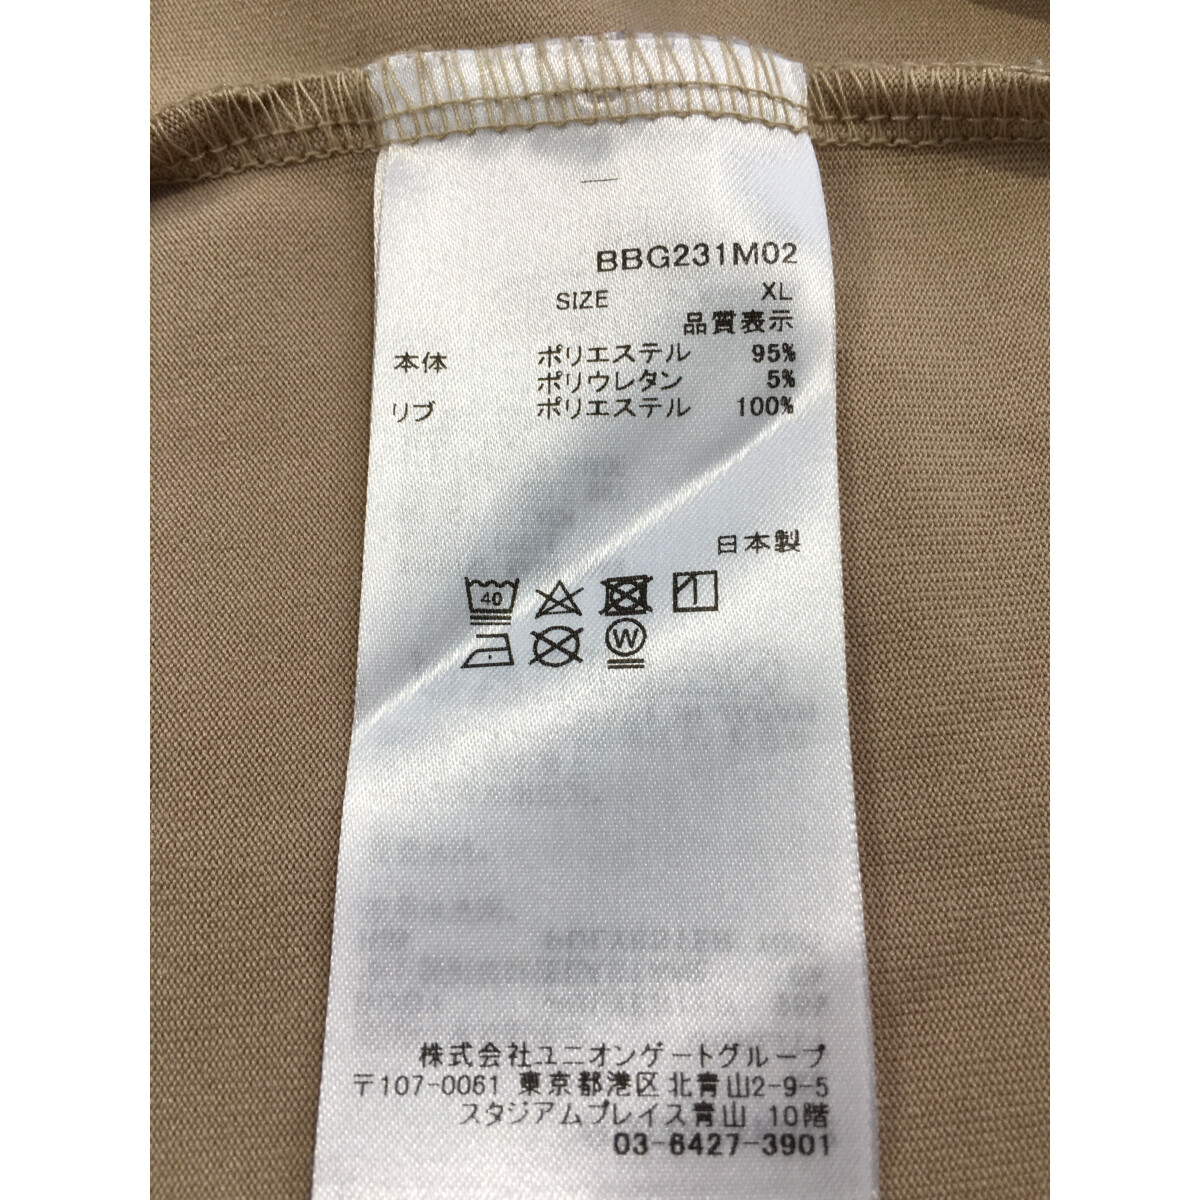 BBG231M02
SIZE XL
品質表示
本体 ポリエステル 95%
ポリウレタン 5%
リブ ポリエステル 100%
日本製
40
W
株式会社ユニオンゲートグループ
〒107-0061 東京都港区北青山2-9-5
スタジアムプレイス青山 10階
03-6427-3901